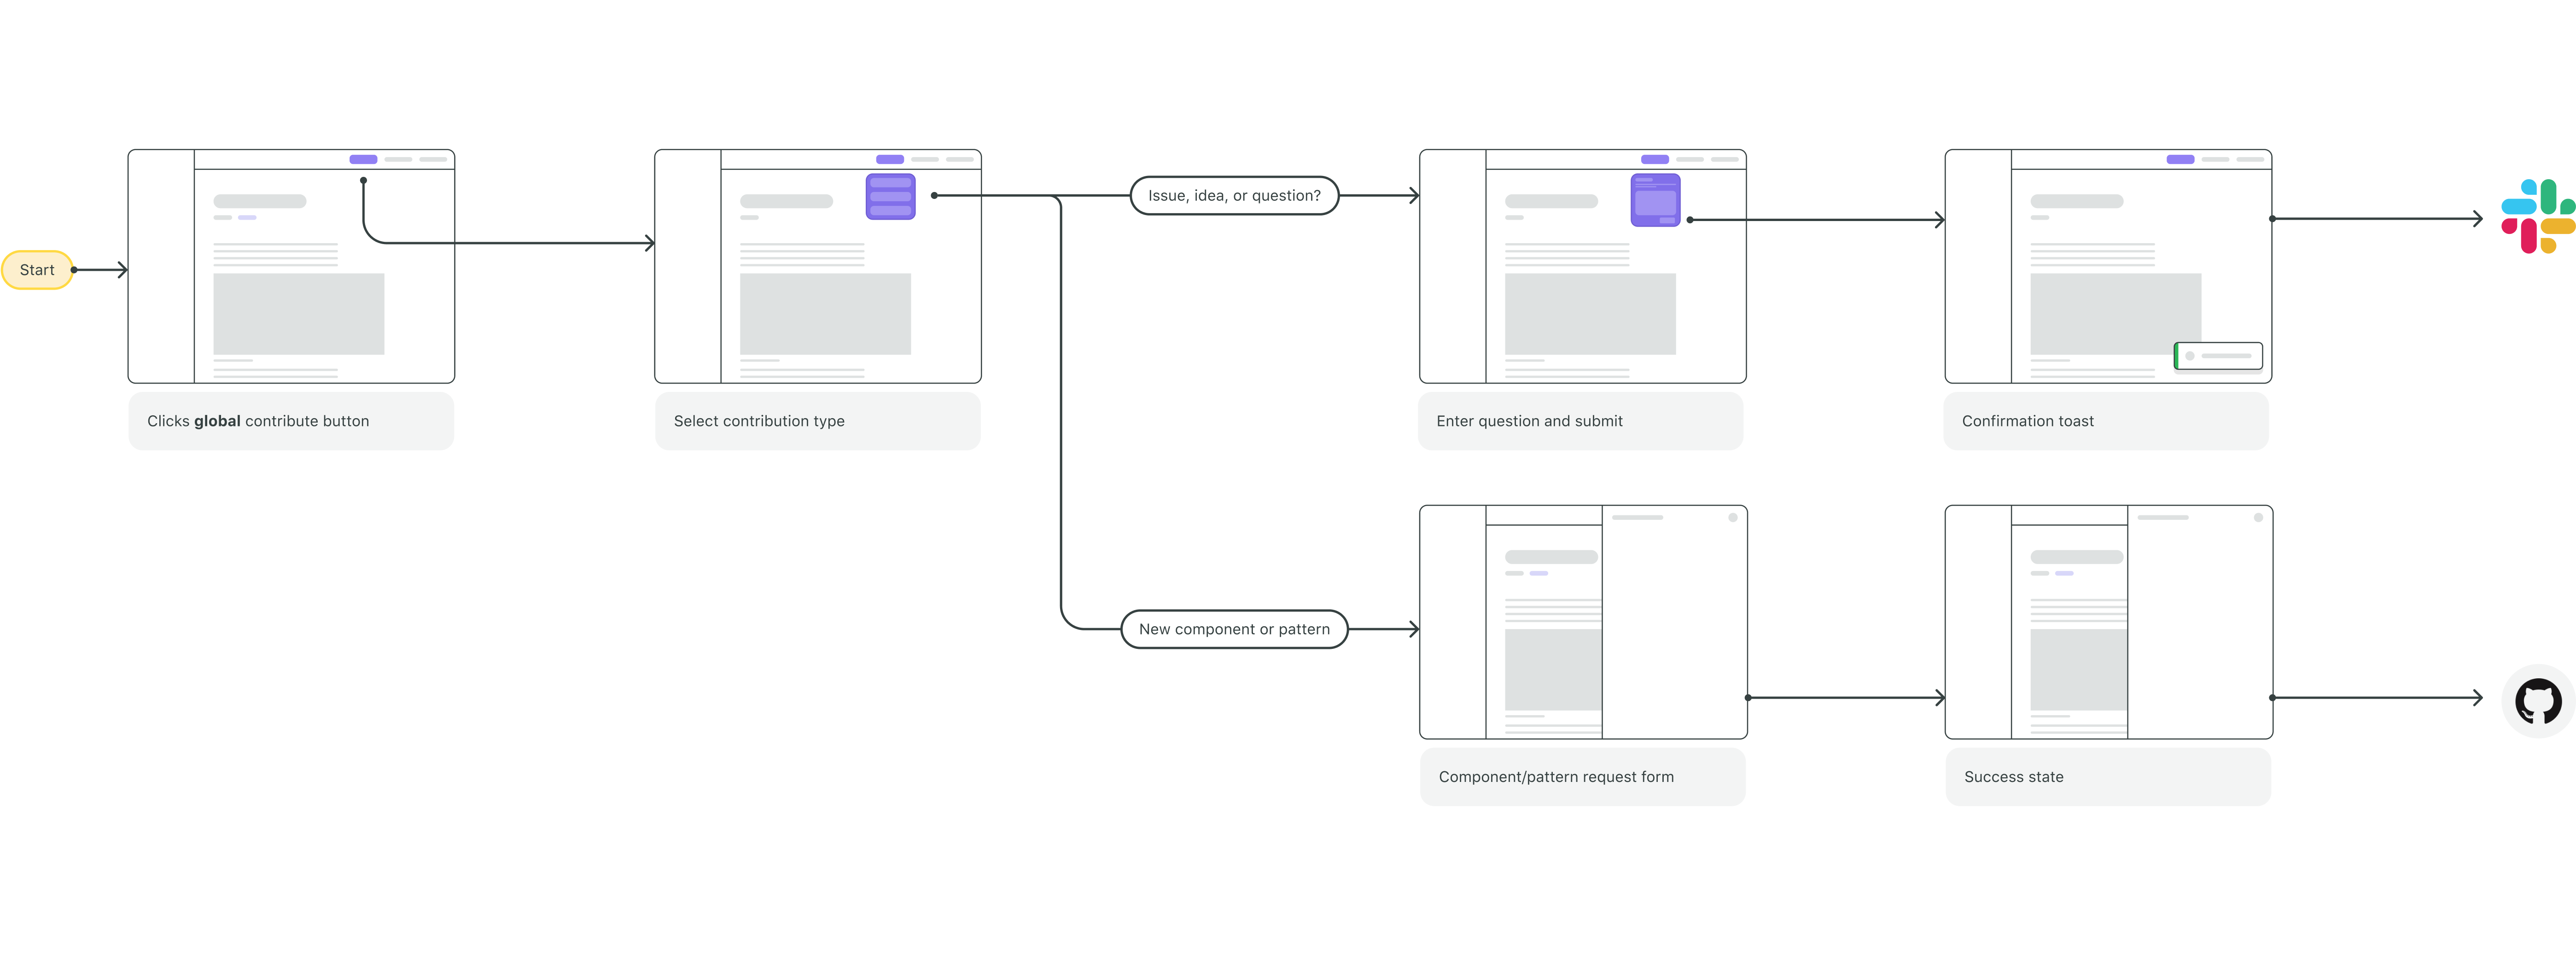 Start
Clicks global contribute button
Select contribution type
Issue, idea, or question?
Enter question and submit
Confirmation toast
New component or pattern
Component/pattern request form
Success state